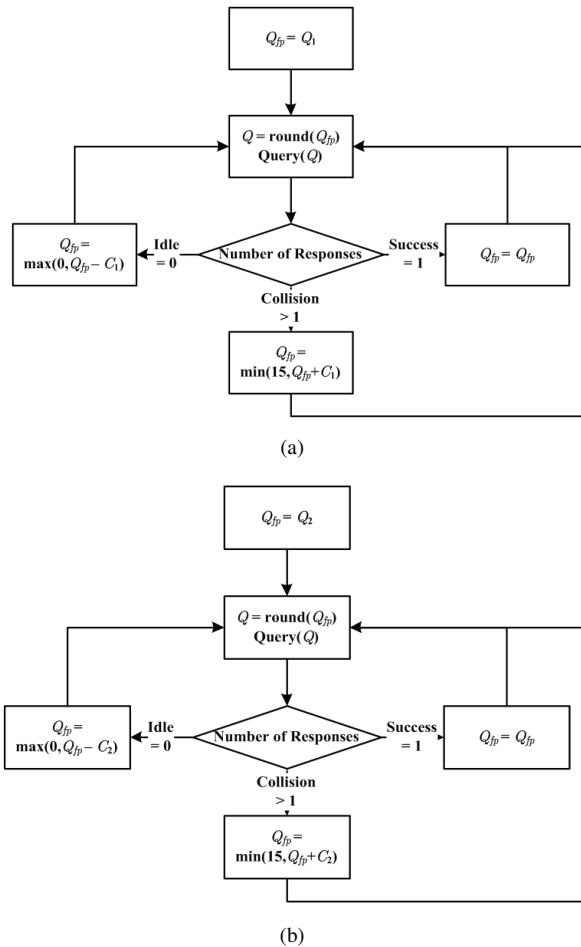 Q_fp = Q_1
Q = round(Q_fp)
Query(Q)
Q_fp =
max(0, Q_fp – C_1)
Idle
= 0
Number of Responses
Success
= 1
Q_fp = Q_fp
Collision
> 1
Q_fp =
min(15, Q_fp + C_1)
(a)
Q_fp = Q_2
Q = round(Q_fp)
Query(Q)
Q_fp =
max(0, Q_fp – C_2)
Idle
= 0
Number of Responses
Success
= 1
Q_fp = Q_fp
Collision
> 1
Q_fp =
min(15, Q_fp + C_2)
(b)